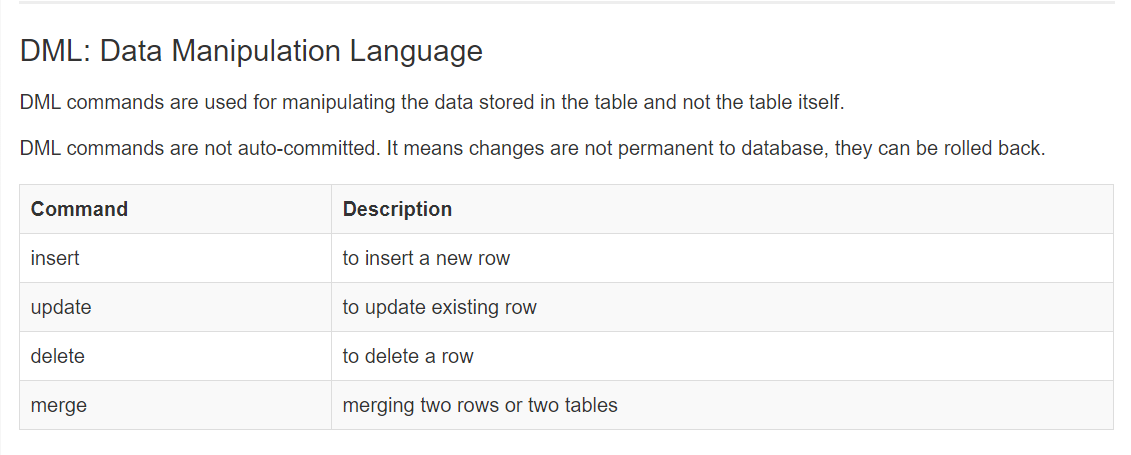 DML: Data Manipulation Language
DML commands are used for manipulating the data stored in the table and not the table itself.
DML commands are not auto-committed. It means changes are not permanent to database, they can be rolled back.
Command Description
insert to insert a new row
update to update existing row
delete to delete a row
merge merging two rows or two tables